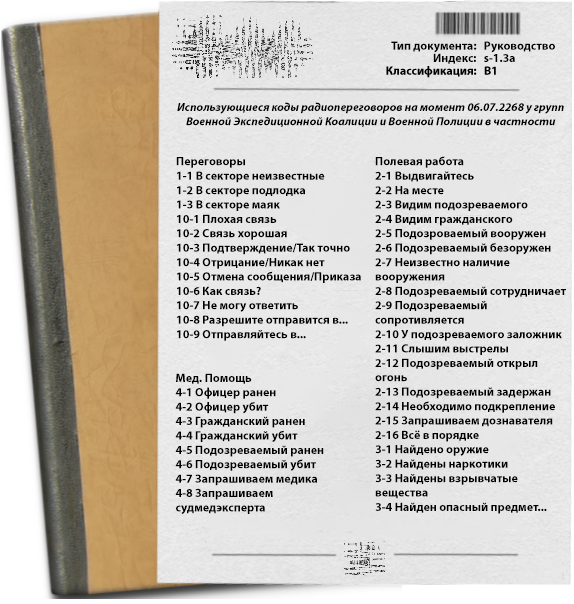 Тип документа: Руководство
Индекс: s-1.3a
Классификация: B1
Использующиеся коды радиопереговоров на момент 06.07.2268 у групп
Военной Экспедиционной Коалиции и Военной Полиции в частности
Переговоры
1-1 В секторе неизвестные
1-2 В секторе подлодка
1-3 В секторе маяк
10-1 Плохая связь
10-2 Связь хорошая
10-3 Подтверждение/Так точно
10-4 Отрицание/Никак нет
10-5 Отмена сообщения/Приказа
10-6 Как связь?
10-7 Не могу ответить
10-8 Разрешите отправится в...
10-9 Отправляйтесь в...
Мед. Помощь
4-1 Офицер ранен
4-2 Офицер убит
4-3 Гражданский ранен
4-4 Гражданский убит
4-5 Подозреваемый ранен
4-6 Подозреваемый убит
4-7 Запрашиваем медика
4-8 Запрашиваем
судмедэксперта
Полевая работа
2-1 Выдвигайтесь
2-2 На месте
2-3 Видим подозреваемого
2-4 Видим гражданского
2-5 Подозроваемый вооружен
2-6 Подозреваемый безоружен
2-7 Неизвестно наличие
вооружения
2-8 Подозреваемый сотрудничает
2-9 Подозреваемый
сопротивляется
2-10 У подозреваемого заложник
2-11 Слышим выстрелы
2-12 Подозреваемый открыл
огонь
2-13 Подозреваемый задержан
2-14 Необходимо подкрепление
2-15 Запрашиваем дознавателя
2-16 Всё в порядке
3-1 Найдено оружие
3-2 Найдены наркотики
3-3 Найдены взрывчатые
вещества
3-4 Найден опасный предмет...